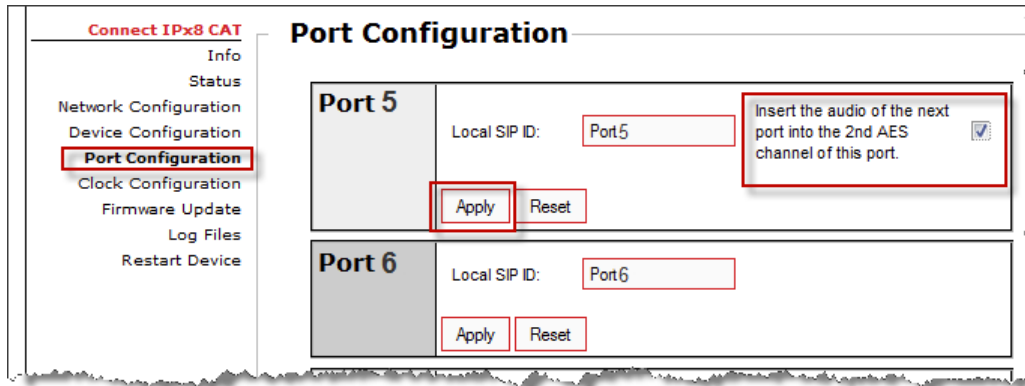 Connect IPx8 CAT
Info
Status
Network Configuration
Device Configuration
Port Configuration
Clock Configuration
Firmware Update
Log Files
Restart Device
Port Configuration
Port 5
Local SIP ID:
Port5
Insert the audio of the next
port into the 2nd AES
channel of this port.
Apply
Reset
Port 6
Local SIP ID:
Port6
Apply
Reset